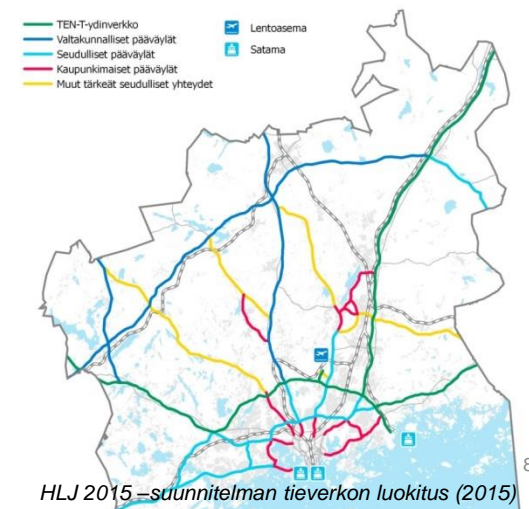 TEN-T-ydinverkko
Valtakunnalliset pääväylät
Seudulliset pääväylät
Kaupunkimaiset pääväylät
Muut tärkeät seudulliset yhteydet
Lentoasema
Satama
8
HLJ 2015 –suunnitelman tieverkon luokitus (2015)